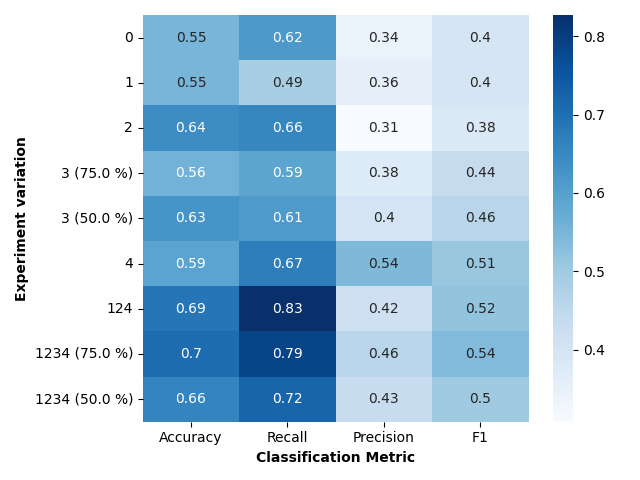 0 0.55 0.62 0.34 0.4
1 0.55 0.49 0.36 0.4
2 0.64 0.66 0.31 0.38
3 (75.0 %) 0.56 0.59 0.38 0.44
3 (50.0 %) 0.63 0.61 0.4 0.46
4 0.59 0.67 0.54 0.51
124 0.69 0.83 0.42 0.52
1234 (75.0 %) 0.7 0.79 0.46 0.54
1234 (50.0 %) 0.66 0.72 0.43 0.5
Accuracy Recall Precision F1
Classification Metric
Experiment variation
0.8
0.7
0.6
0.5
0.4